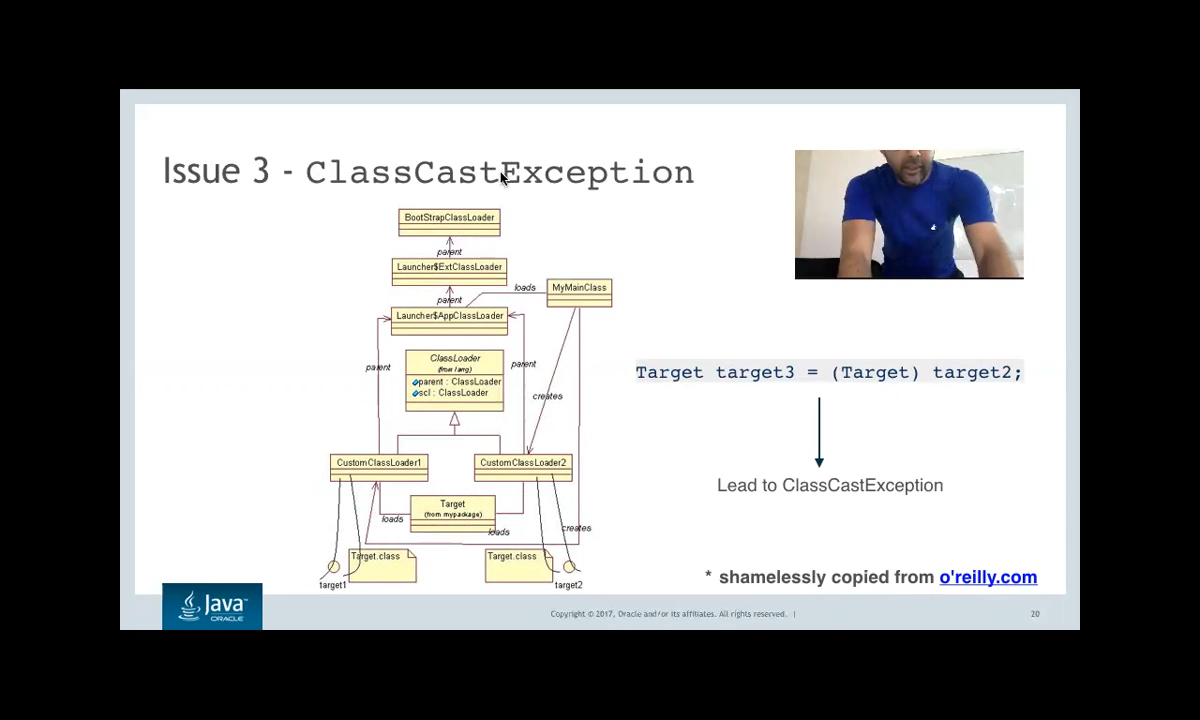 Issue 3 - ClassCastException
BootStrapClassLoader
parent
Launcher$ExtClassLoader
loads
MyMainClass
parent
Launcher$AppClassLoader
ClassLoader
(from lang)
parent
parent
parent : ClassLoader
scl : ClassLoader
Target target3 = (Target) target2;
creates
CustomClassLoader1
CustomClassLoader2
Lead to ClassCastException
Target
(from mypackage)
loads
loads
creates
Target.class
Target.class
target1
target2
* shamelessly copied from o'reilly.com
Java
ORACLE
Copyright © 2017, Oracle and/or its affiliates. All rights reserved. |
20